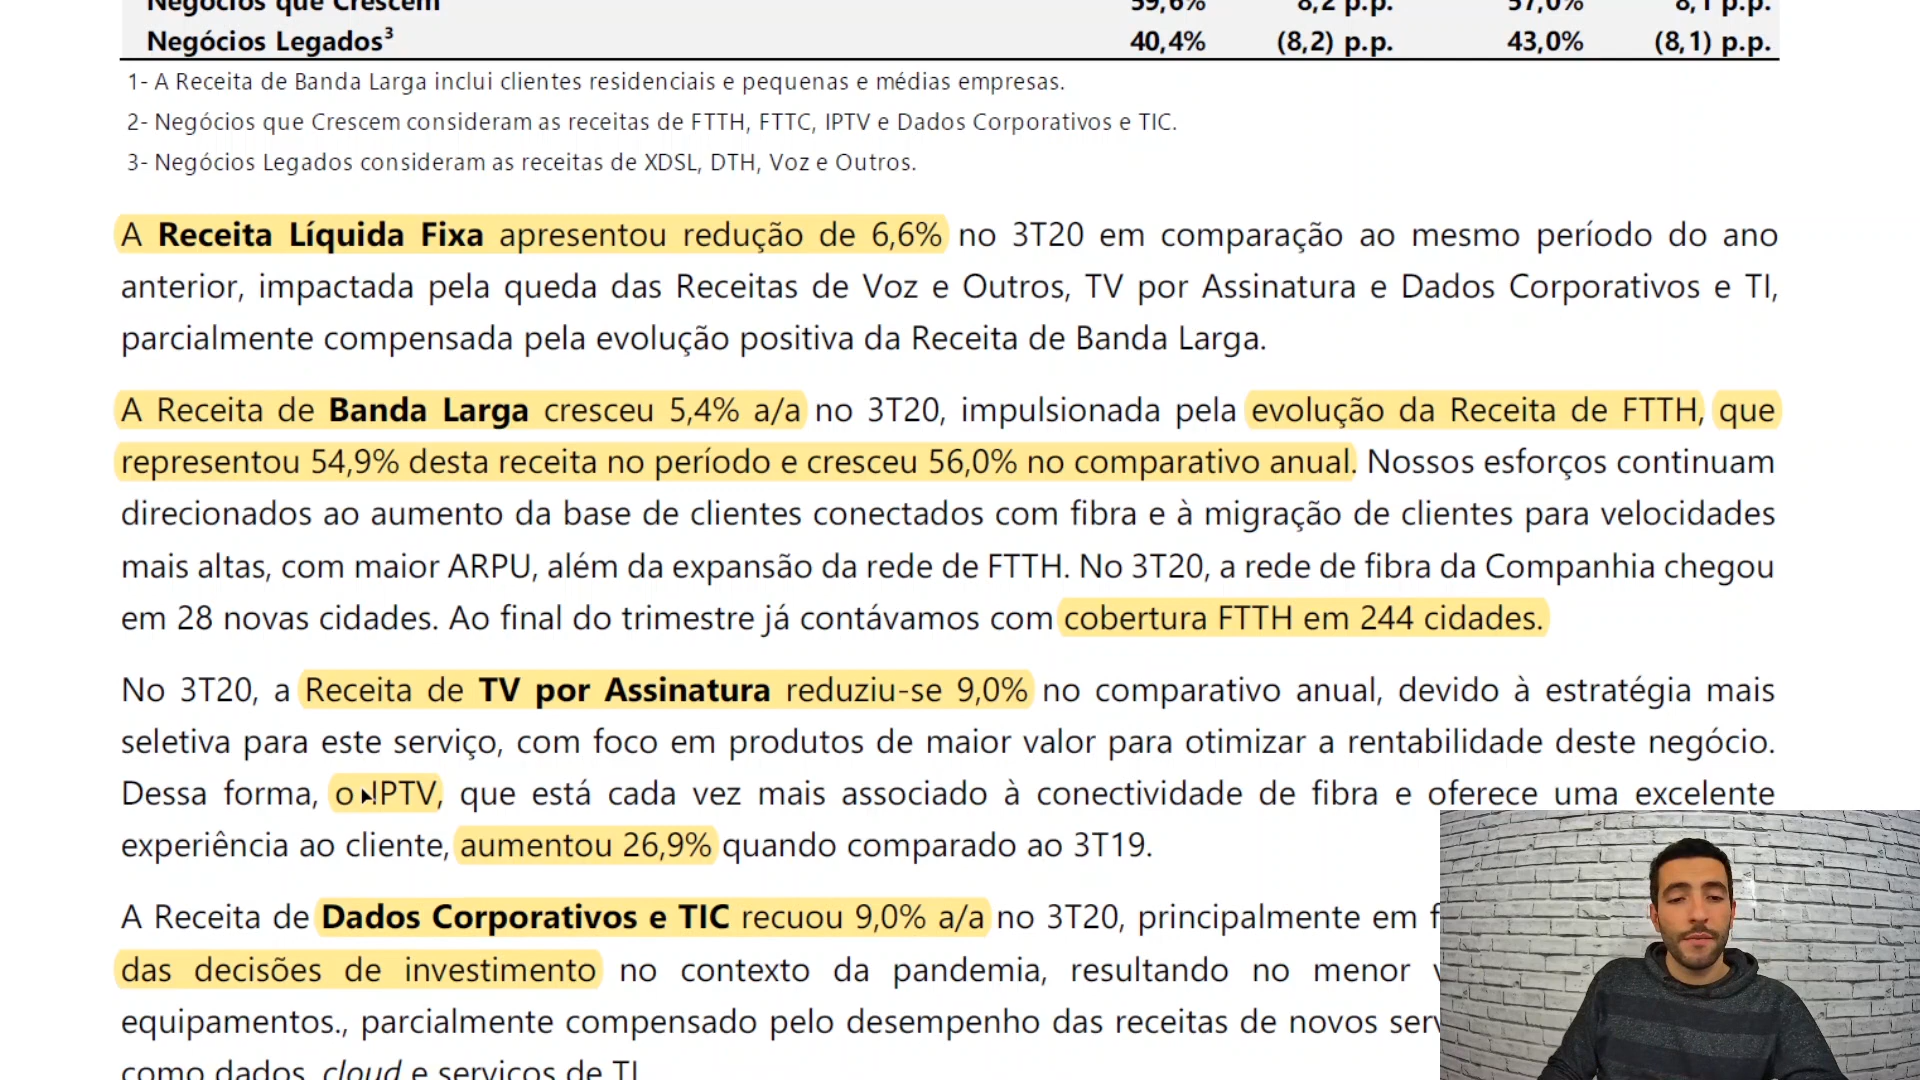 Negócios que Crescem 59,6% 8,2 p.p. 57,0% 8,1 p.p.
Negócios Legados3 40,4% (8,2) p.p. 43,0% (8,1) p.p.
1- A Receita de Banda Larga inclui clientes residenciais e pequenas e médias empresas.
2- Negócios que Crescem consideram as receitas de FTTH, FTTC, IPTV e Dados Corporativos e TIC.
3- Negócios Legados consideram as receitas de XDSL, DTH, Voz e Outros.
A Receita Líquida Fixa apresentou redução de 6,6% no 3T20 em comparação ao mesmo período do ano
anterior, impactada pela queda das Receitas de Voz e Outros, TV por Assinatura e Dados Corporativos e TI,
parcialmente compensada pela evolução positiva da Receita de Banda Larga.
A Receita de Banda Larga cresceu 5,4% a/a no 3T20, impulsionada pela evolução da Receita de FTTH, que
representou 54,9% desta receita no período e cresceu 56,0% no comparativo anual. Nossos esforços continuam
direcionados ao aumento da base de clientes conectados com fibra e à migração de clientes para velocidades
mais altas, com maior ARPU, além da expansão da rede de FTTH. No 3T20, a rede de fibra da Companhia chegou
em 28 novas cidades. Ao final do trimestre já contávamos com cobertura FTTH em 244 cidades.
No 3T20, a Receita de TV por Assinatura reduziu-se 9,0% no comparativo anual, devido à estratégia mais
seletiva para este serviço, com foco em produtos de maior valor para otimizar a rentabilidade deste negócio.
Dessa forma, o IPTV, que está cada vez mais associado à conectividade de fibra e oferece uma excelente
experiência ao cliente, aumentou 26,9% quando comparado ao 3T19.
A Receita de Dados Corporativos e TIC recuou 9,0% a/a no 3T20, principalmente em
das decisões de investimento no contexto da pandemia, resultando no menor
equipamentos., parcialmente compensado pelo desempenho das receitas de novos
como dados, cloud e serviços de TI